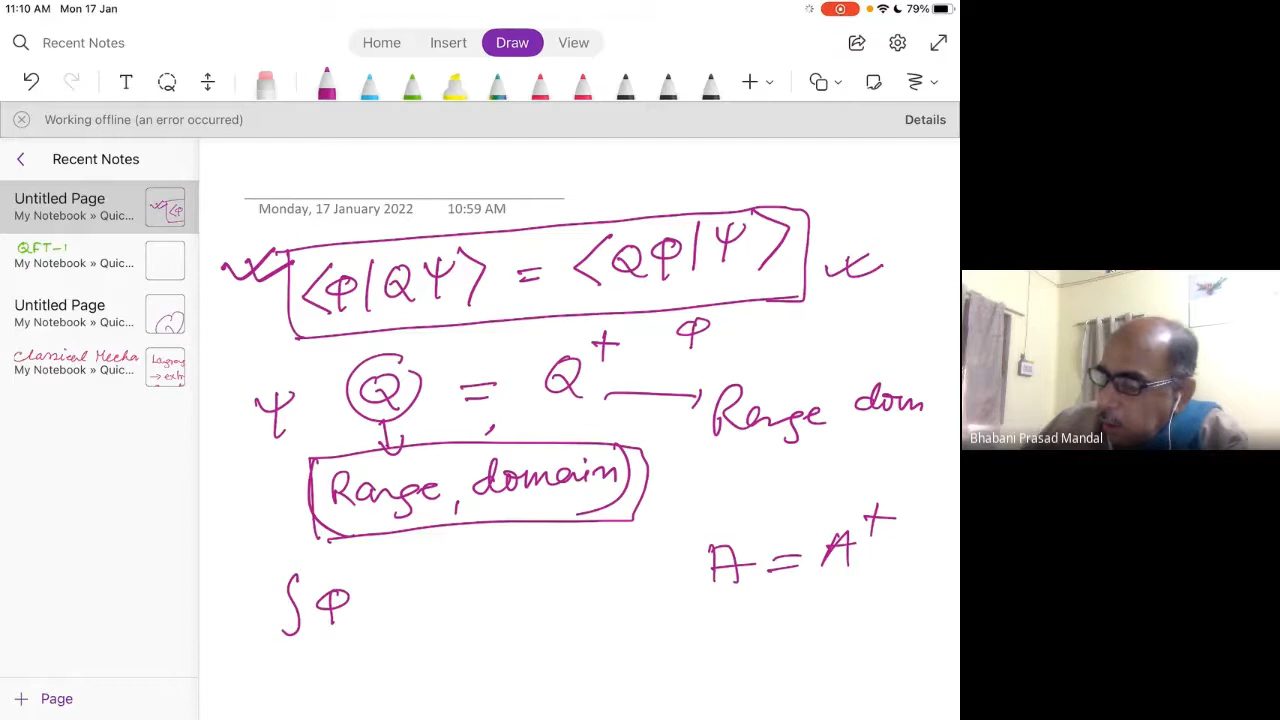 11:10 AM Mon 17 Jan
79%
Recent Notes
Home Insert Draw View
Working offline (an error occurred)
Details
Recent Notes
Untitled Page
My Notebook » Quic...
QFT-1
My Notebook » Quic...
Untitled Page
My Notebook » Quic...
Classical Mecha
My Notebook » Quic...
Page
Monday, 17 January 2022 10:59 AM
⟨φ|Qψ⟩ = ⟨Qφ|ψ⟩
φ
ψ Q = Q† → Range dom
,
Range, domain
A = A†
∫ φ
Bhabani Prasad Mandal